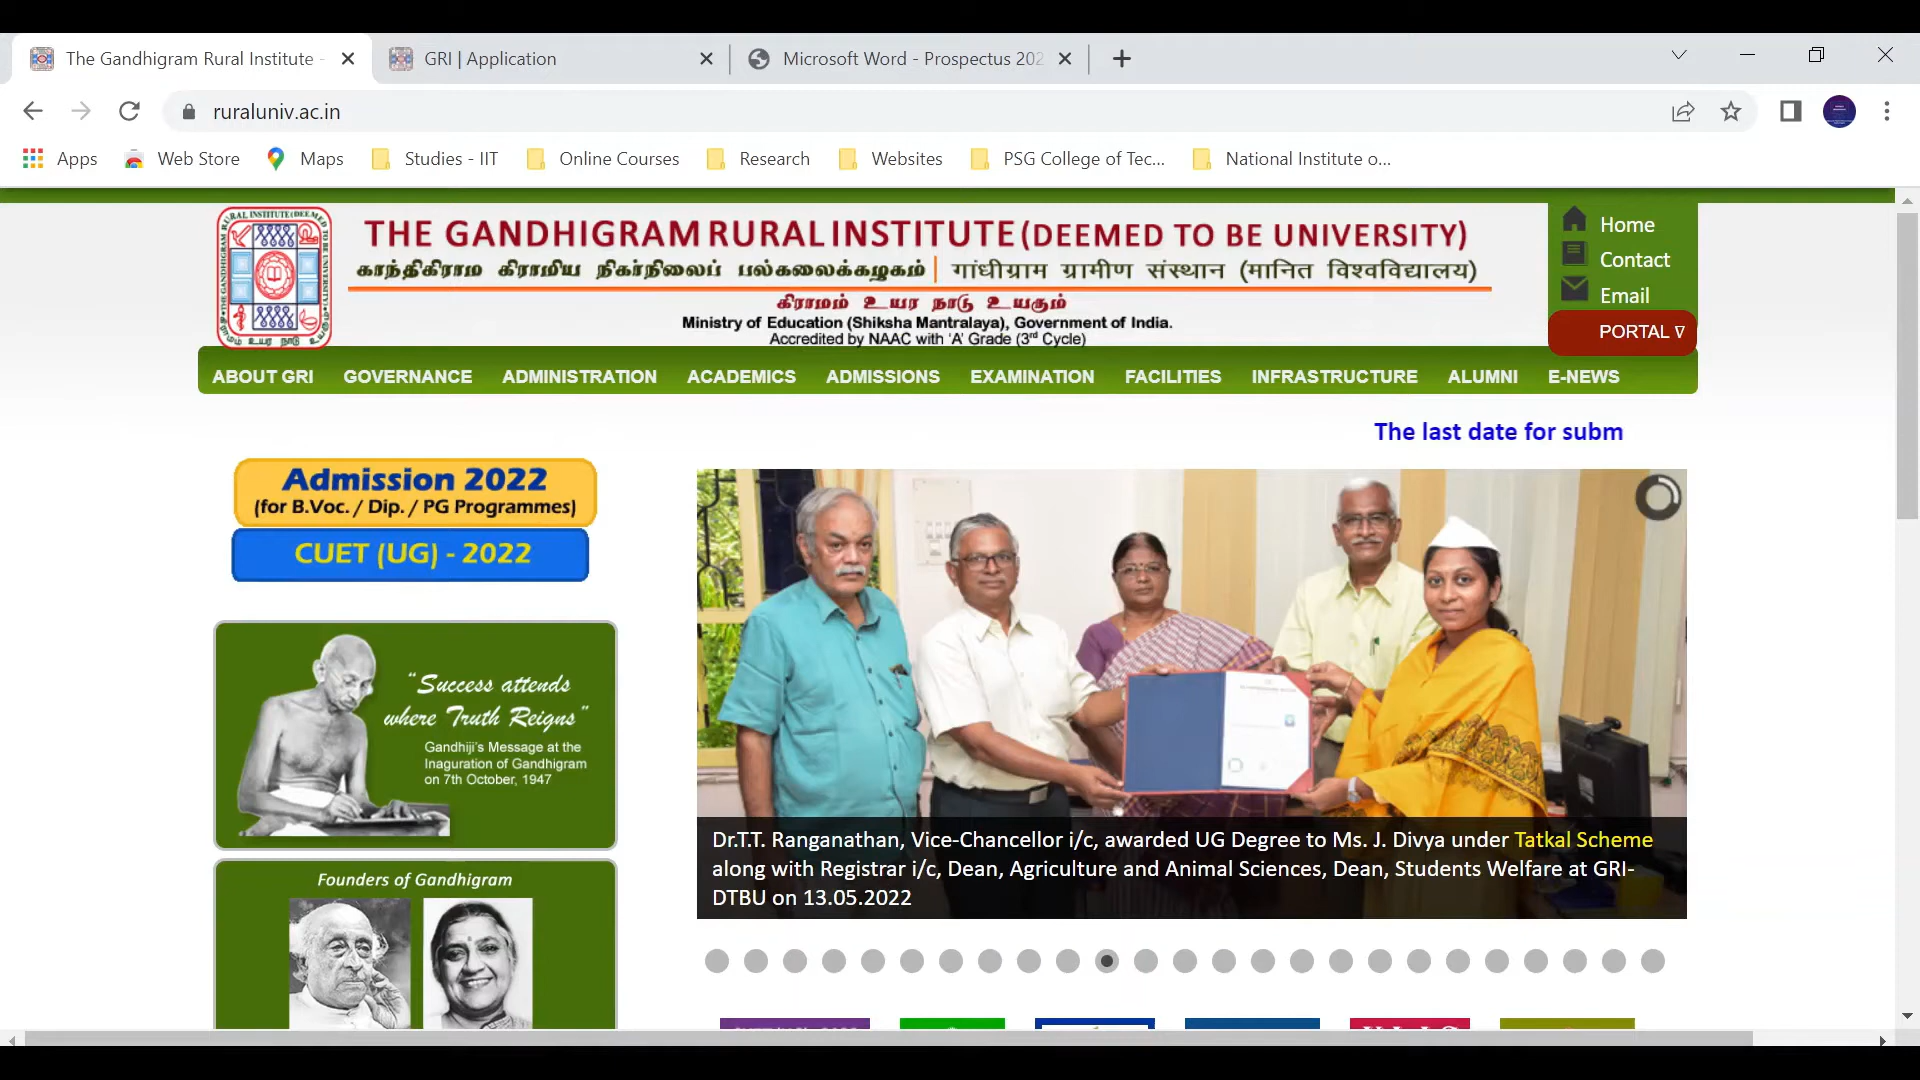 The Gandhigram Rural Institute -
GRI | Application
Microsoft Word - Prospectus 202
ruraluniv.ac.in
Apps
Web Store
Maps
Studies - IIT
Online Courses
Research
Websites
PSG College of Tec...
National Institute o...
THE GANDHIGRAM RURAL INSTITUTE (DEEMED TO BE UNIVERSITY)
காந்திகிராம கிராமிய நிகர்நிலைப் பல்கலைக்கழகம் | गांधीग्राम ग्रामीण संस्थान (मानित विश्वविद्यालय)
கிராமம் உயர நாடு உயரும்
Ministry of Education (Shiksha Mantralaya), Government of India.
Accredited by NAAC with 'A' Grade (3rd Cycle)
Home
Contact
Email
PORTAL ∇
ABOUT GRI
GOVERNANCE
ADMINISTRATION
ACADEMICS
ADMISSIONS
EXAMINATION
FACILITIES
INFRASTRUCTURE
ALUMNI
E-NEWS
The last date for subm
Admission 2022
(for B.Voc. / Dip. / PG Programmes)
CUET (UG) - 2022
"Success attends
where Truth Reigns"
Gandhiji's Message at the
Inaguration of Gandhigram
on 7th October, 1947
Founders of Gandhigram
Dr.T.T. Ranganathan, Vice-Chancellor i/c, awarded UG Degree to Ms. J. Divya under Tatkal Scheme
along with Registrar i/c, Dean, Agriculture and Animal Sciences, Dean, Students Welfare at GRI-
DTBU on 13.05.2022